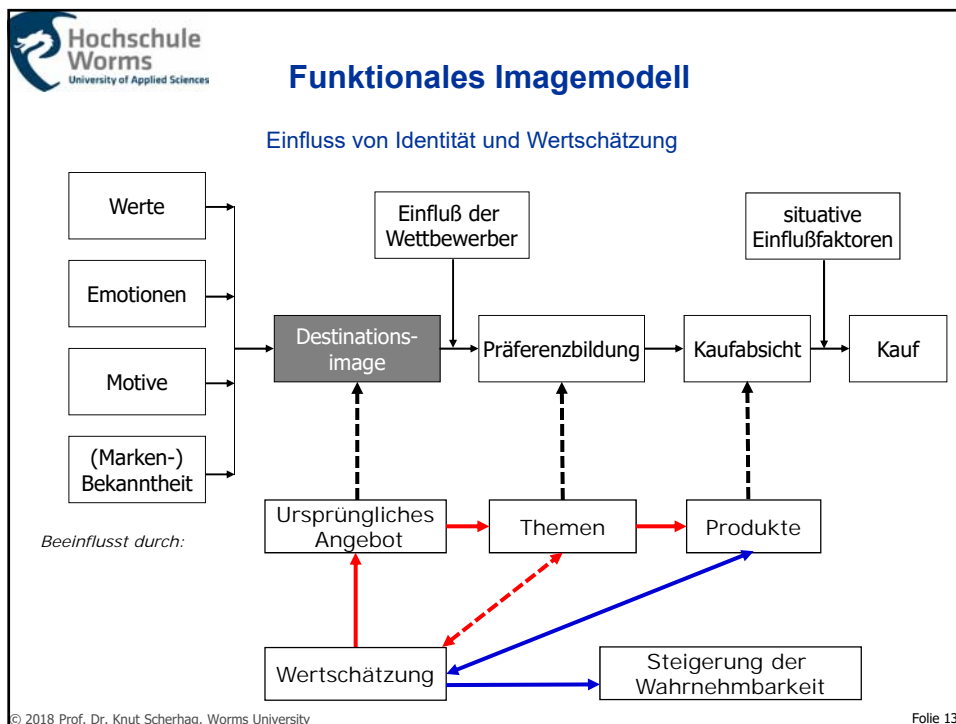 Hochschule
Worms
University of Applied Sciences
Funktionales Imagemodell
Einfluss von Identität und Wertschätzung
Werte
Emotionen
Motive
(Marken-)
Bekanntheit
Einfluß der
Wettbewerber
situative
Einflußfaktoren
Destinations-
image
Präferenzbildung
Kaufabsicht
Kauf
Beeinflusst durch:
Ursprüngliches
Angebot
Themen
Produkte
Wertschätzung
Steigerung der
Wahrnehmbarkeit
© 2018 Prof. Dr. Knut Scherhag, Worms University
Folie 13